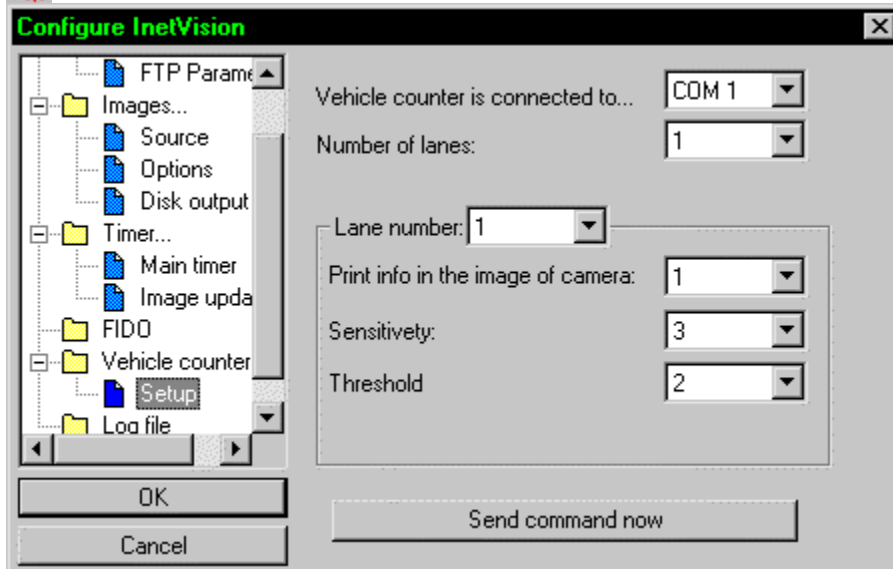 Configure InetVision
FTP Parame
Images...
Source
Options
Disk output
Timer...
Main timer
Image upda
FIDO
Vehicle counter
Setup
Log file
OK
Cancel
Vehicle counter is connected to... COM 1
Number of lanes: 1
Lane number: 1
Print info in the image of camera: 1
Sensitivety: 3
Threshold 2
Send command now